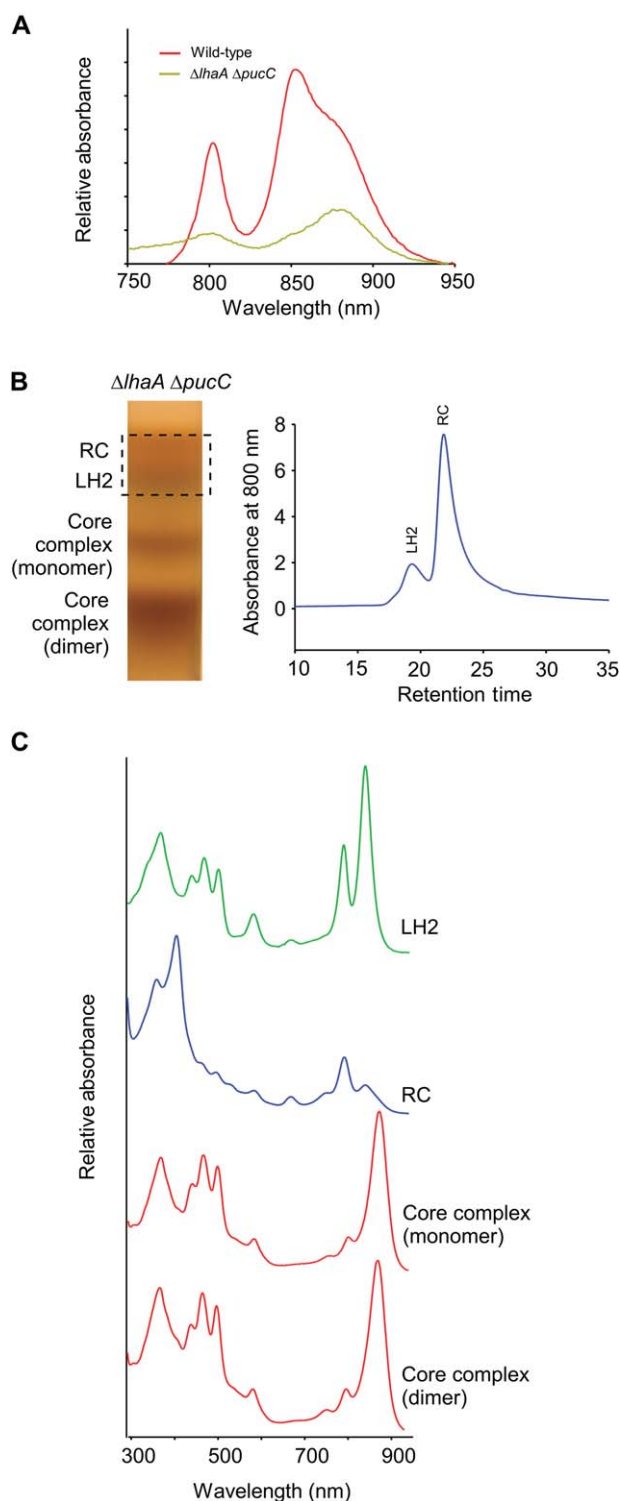 A
Wild-type
ΔlhaA ΔpucC
Relative absorbance
750
800
850
900
950
Wavelength (nm)
B
ΔlhaA ΔpucC
RC
LH2
Core
complex
(monomer)
Core
complex
(dimer)
Absorbance at 800 nm
8
6
4
2
0
LH2
RC
10
15
20
25
30
35
Retention time
C
Relative absorbance
LH2
RC
Core complex
(monomer)
Core complex
(dimer)
300
500
700
900
Wavelength (nm)